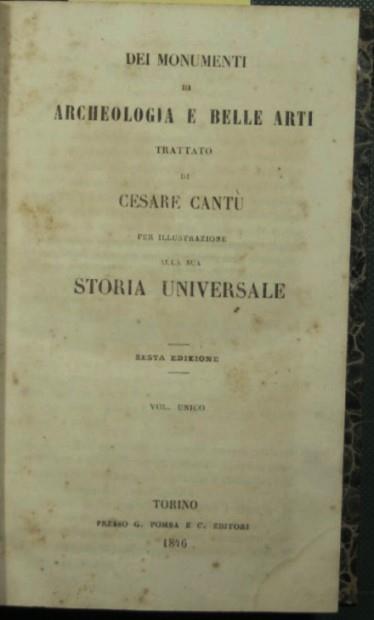 DEI MONUMENTI
DI
ARCHEOLOGIA E BELLE ARTI
TRATTATO
DI
CESARE CANTÙ
PER ILLUSTRAZIONE
ALLA SUA
STORIA UNIVERSALE
SESTA EDIZIONE
VOL. UNICO
TORINO
PRESSO G. POMBA E C. EDITORI
1846